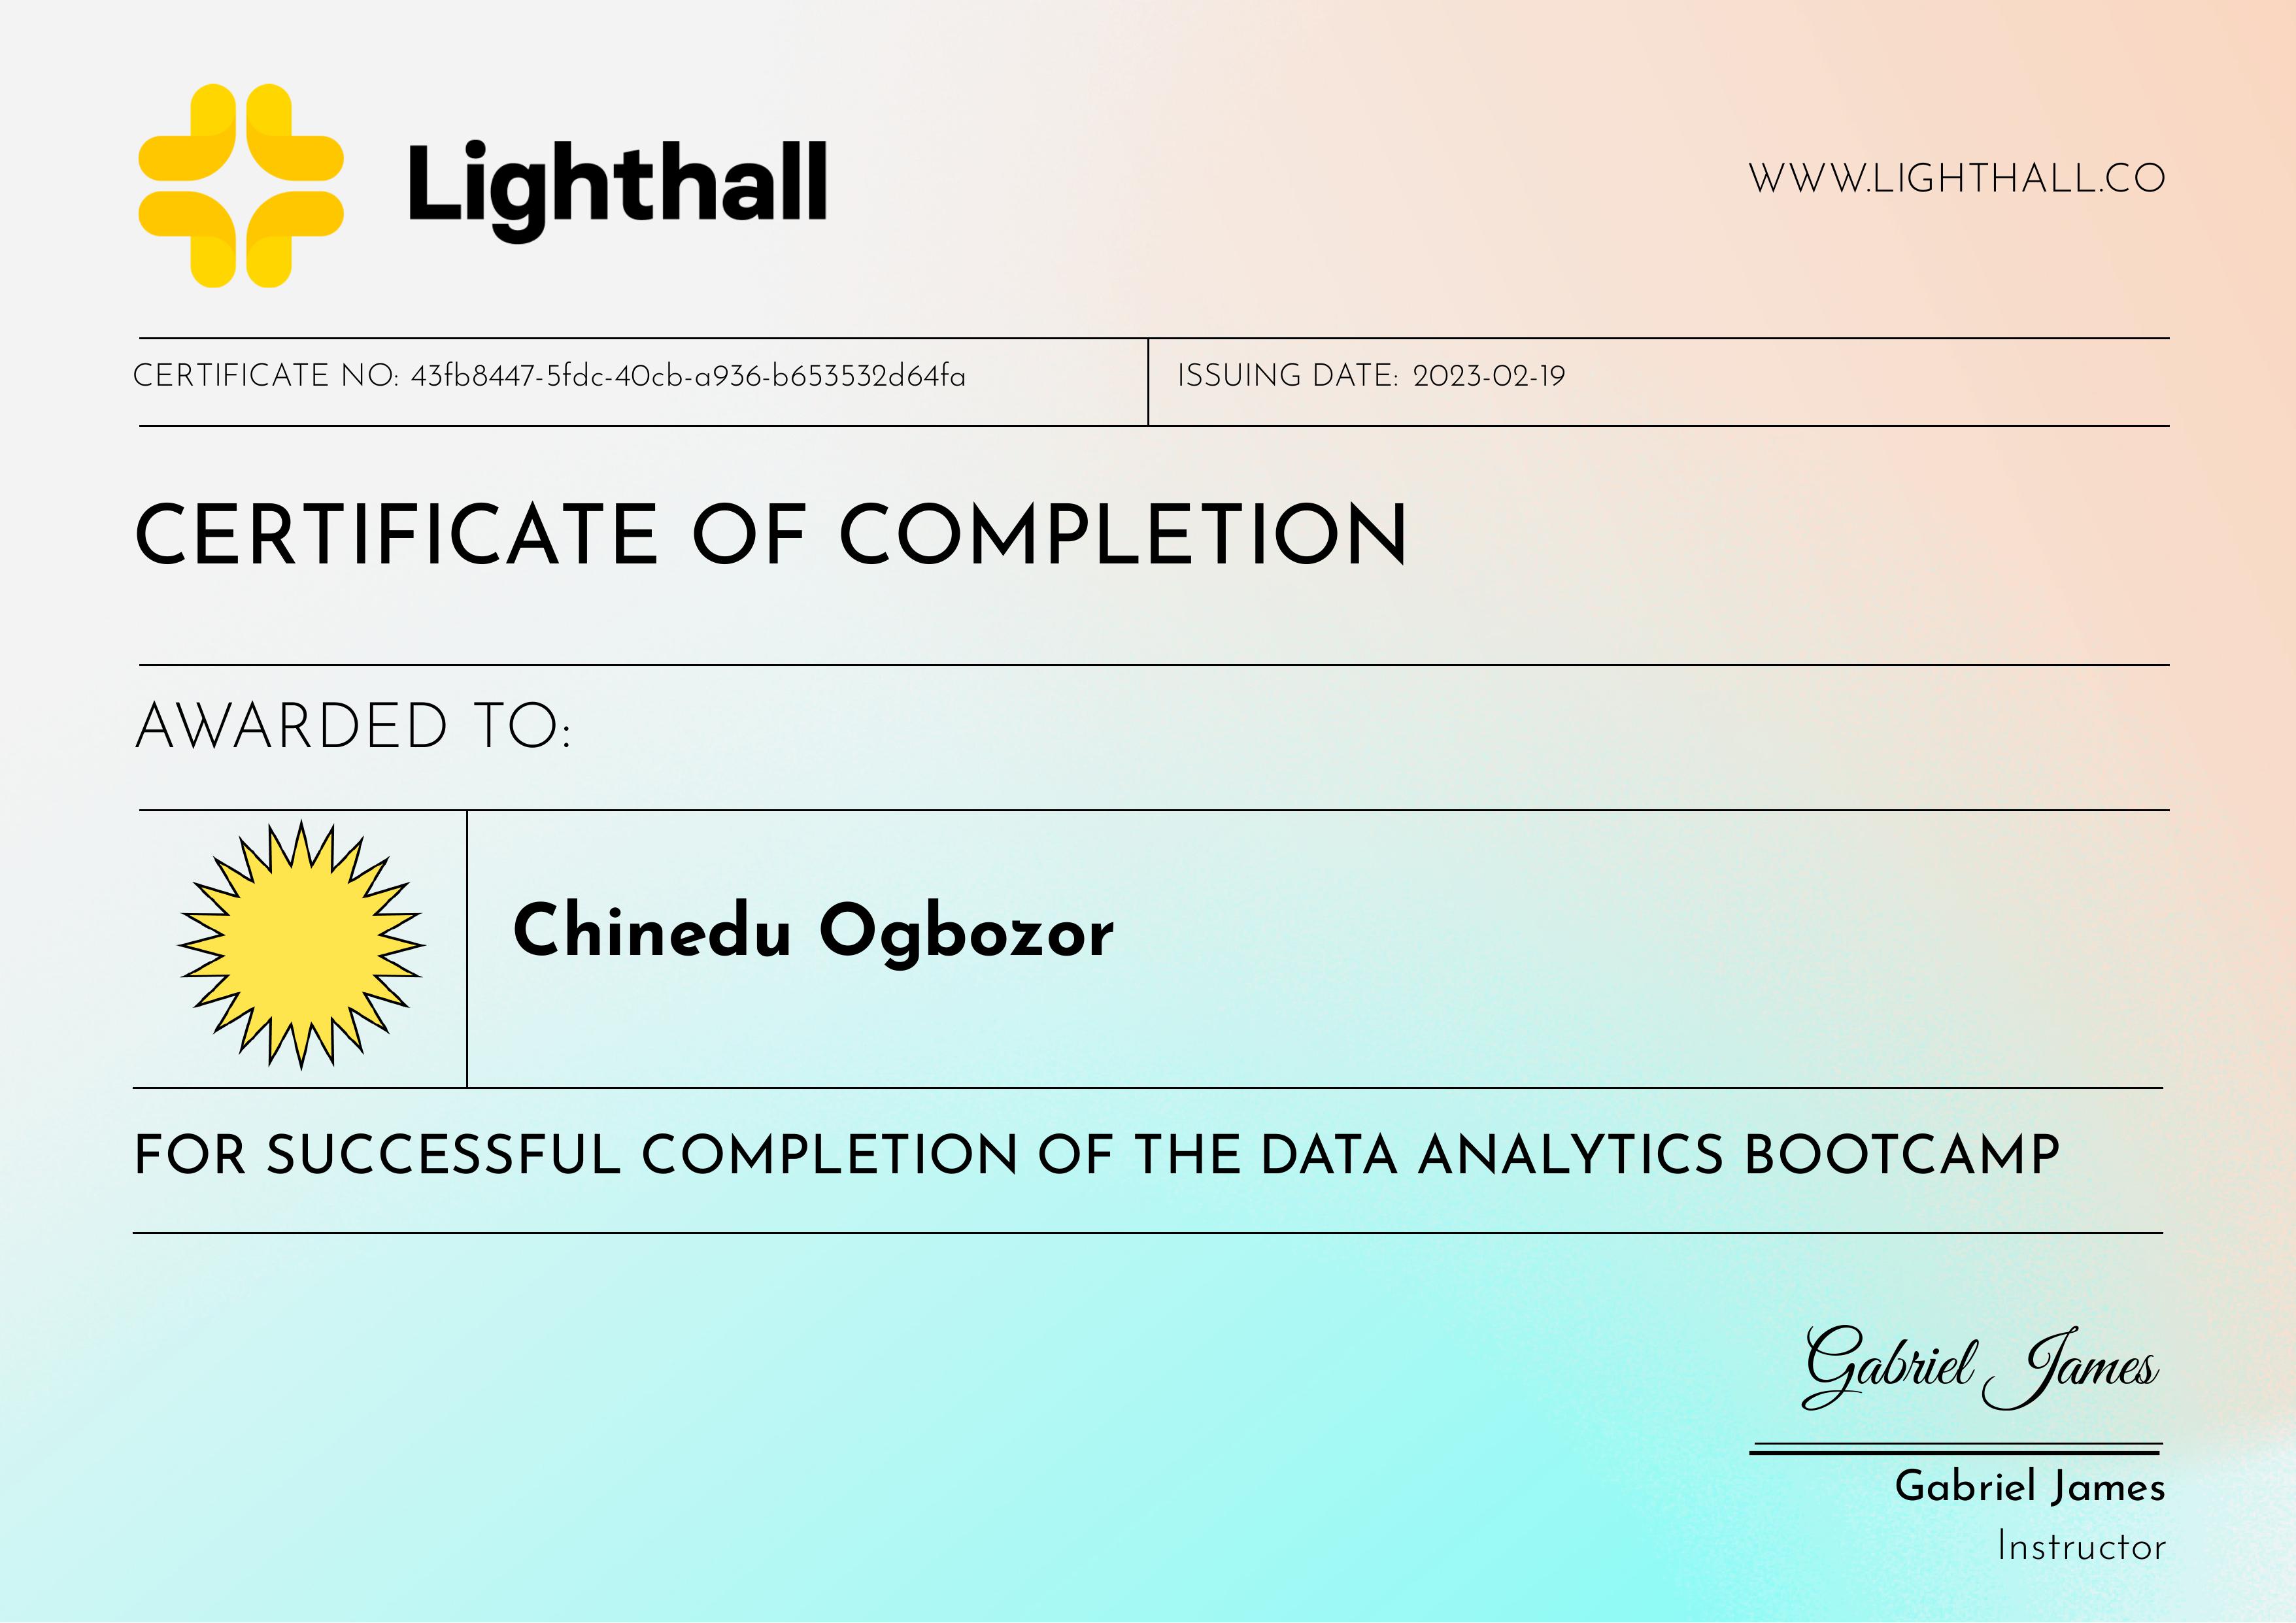 Lighthall
WWW.LIGHTHALL.CO
CERTIFICATE NO: 43fb8447-5fdc-40cb-a936-b653532d64fa
ISSUING DATE: 2023-02-19
CERTIFICATE OF COMPLETION
AWARDED TO:
Chinedu Ogbozor
FOR SUCCESSFUL COMPLETION OF THE DATA ANALYTICS BOOTCAMP
Gabriel James
Gabriel James
Instructor